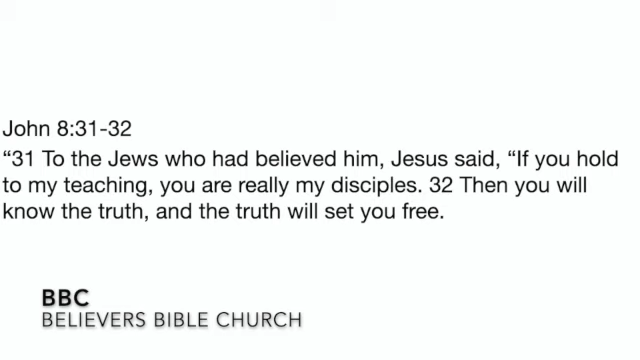 John 8:31-32
“31 To the Jews who had believed him, Jesus said, “If you hold
to my teaching, you are really my disciples. 32 Then you will
know the truth, and the truth will set you free.
BBC
BELIEVERS BIBLE CHURCH